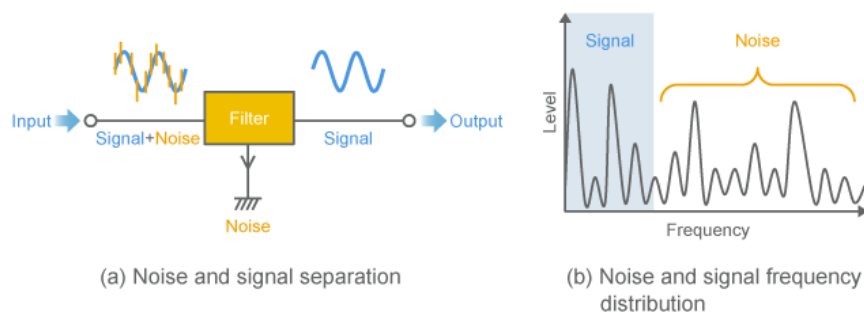 Input
Signal+Noise
Filter
Signal
Output
Noise
(a) Noise and signal separation
Signal
Noise
Level
Frequency
(b) Noise and signal frequency
distribution